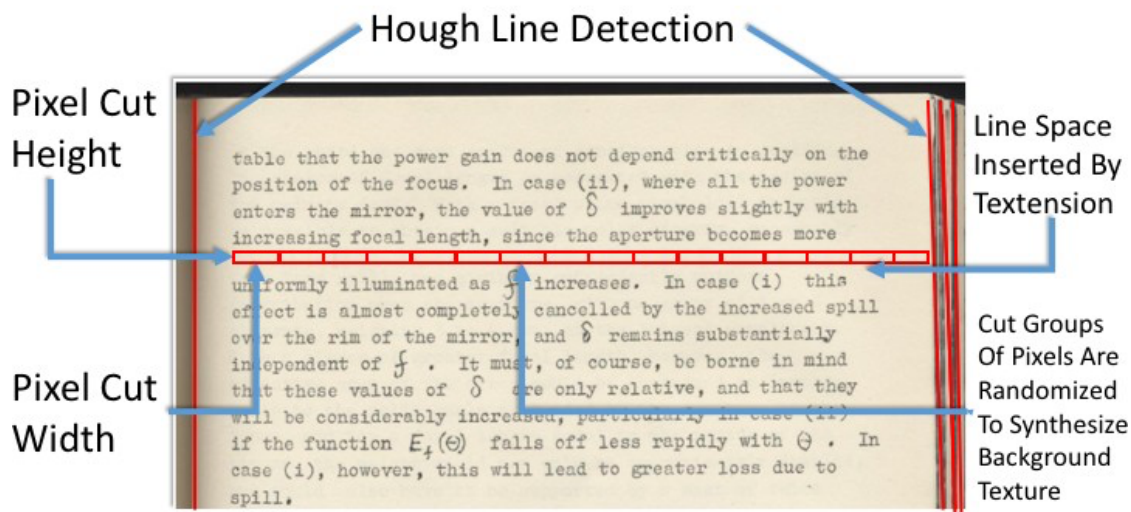 Hough Line Detection
Pixel Cut
Height
Line Space
Inserted By
Textension
table that the power gain does not depend critically on the
position of the focus. In case (ii), where all the power
enters the mirror, the value of δ improves slightly with
increasing focal length, since the aperture becomes more
uniformly illuminated as f increases. In case (i) this
effect is almost completely cancelled by the increased spill
over the rim of the mirror, and δ remains substantially
independent of f . It must, of course, be borne in mind
that these values of δ are only relative, and that they
will be considerably increased, particularly in case (ii)
if the function E_f(Θ) falls off less rapidly with Θ . In
case (i), however, this will lead to greater loss due to
spill.
Pixel Cut
Width
Cut Groups
Of Pixels Are
Randomized
To Synthesize
Background
Texture